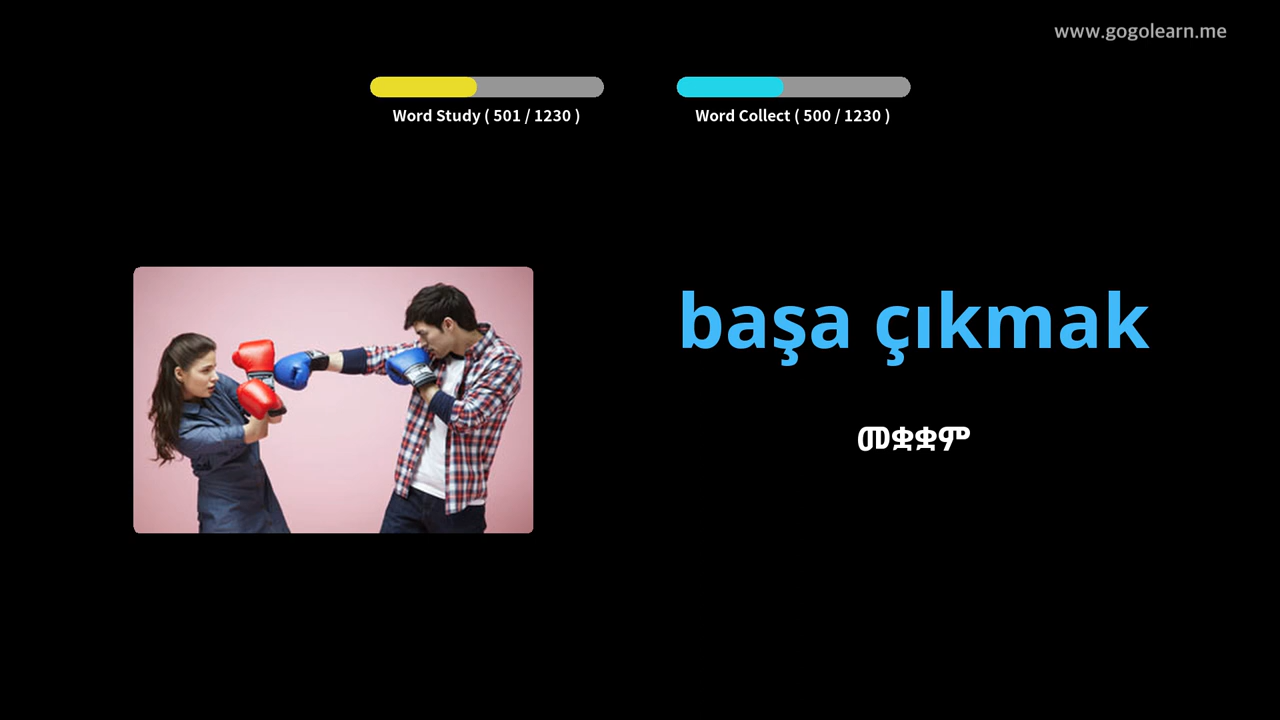 www.gogolearn.me
Word Study ( 501 / 1230 )
Word Collect ( 500 / 1230 )
başa çıkmak
መቋቋም